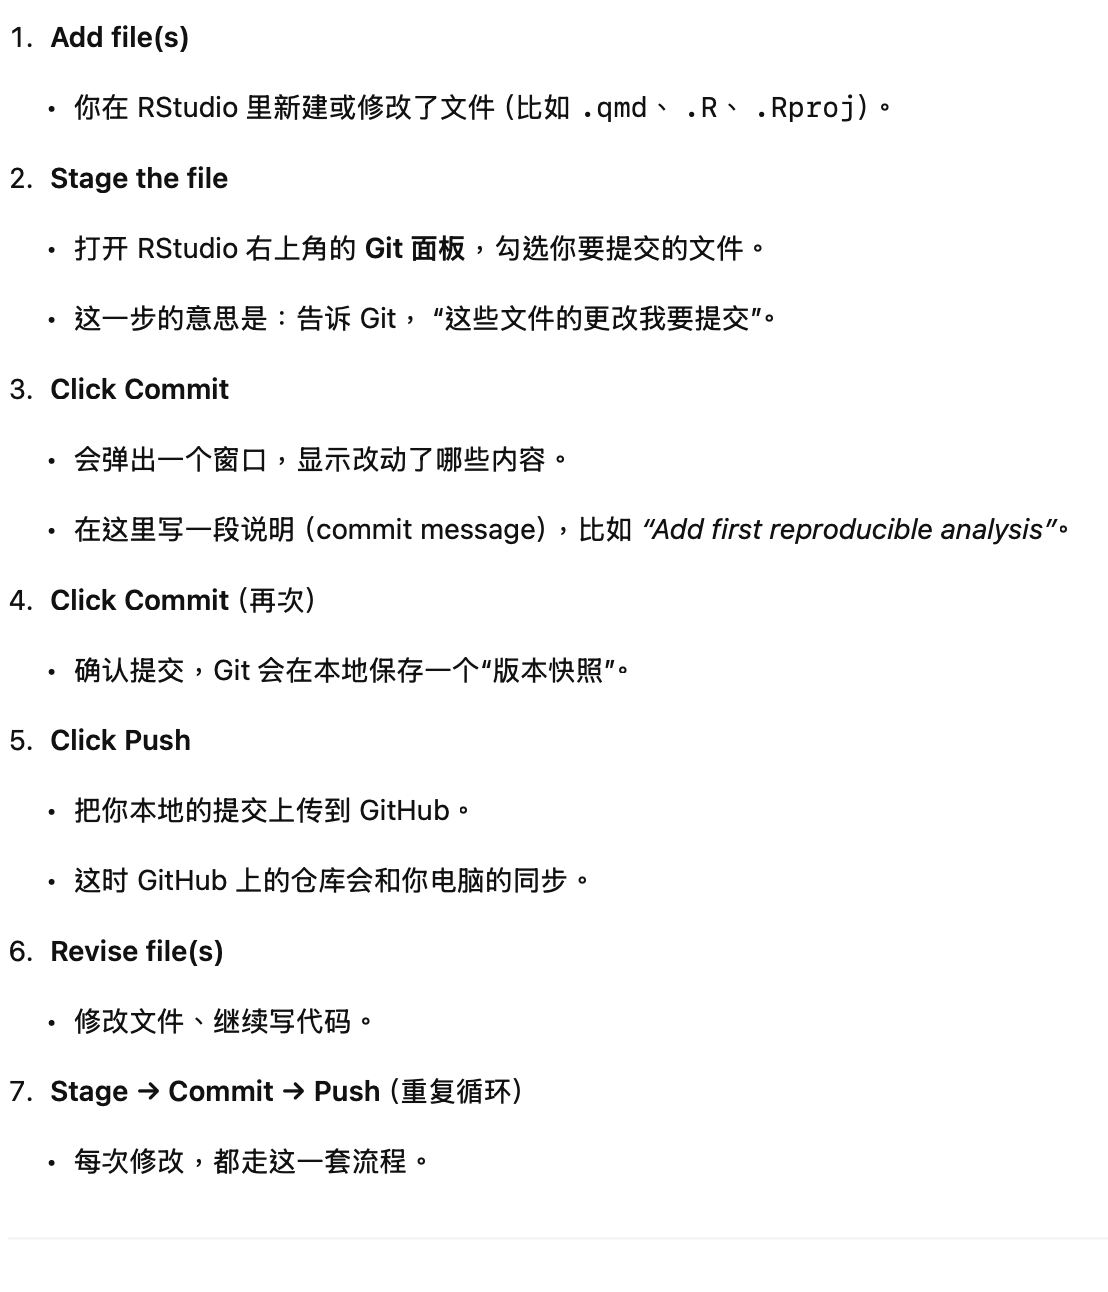 1. Add file(s)
• 你在 RStudio 里新建或修改了文件 (比如 .qmd、 .R、 .Rproj) 。
2. Stage the file
• 打开 RStudio 右上角的 Git 面板，勾选你要提交的文件。
• 这一步的意思是：告诉 Git， “这些文件的更改我要提交”。
3. Click Commit
• 会弹出一个窗口，显示改动了哪些内容。
• 在这里写一段说明 (commit message) ，比如 “Add first reproducible analysis”。
4. Click Commit (再次)
• 确认提交，Git 会在本地保存一个“版本快照”。
5. Click Push
• 把你本地的提交上传到 GitHub。
• 这时 GitHub 上的仓库会和你电脑的同步。
6. Revise file(s)
• 修改文件、继续写代码。
7. Stage → Commit → Push (重复循环)
• 每次修改，都走这一套流程。